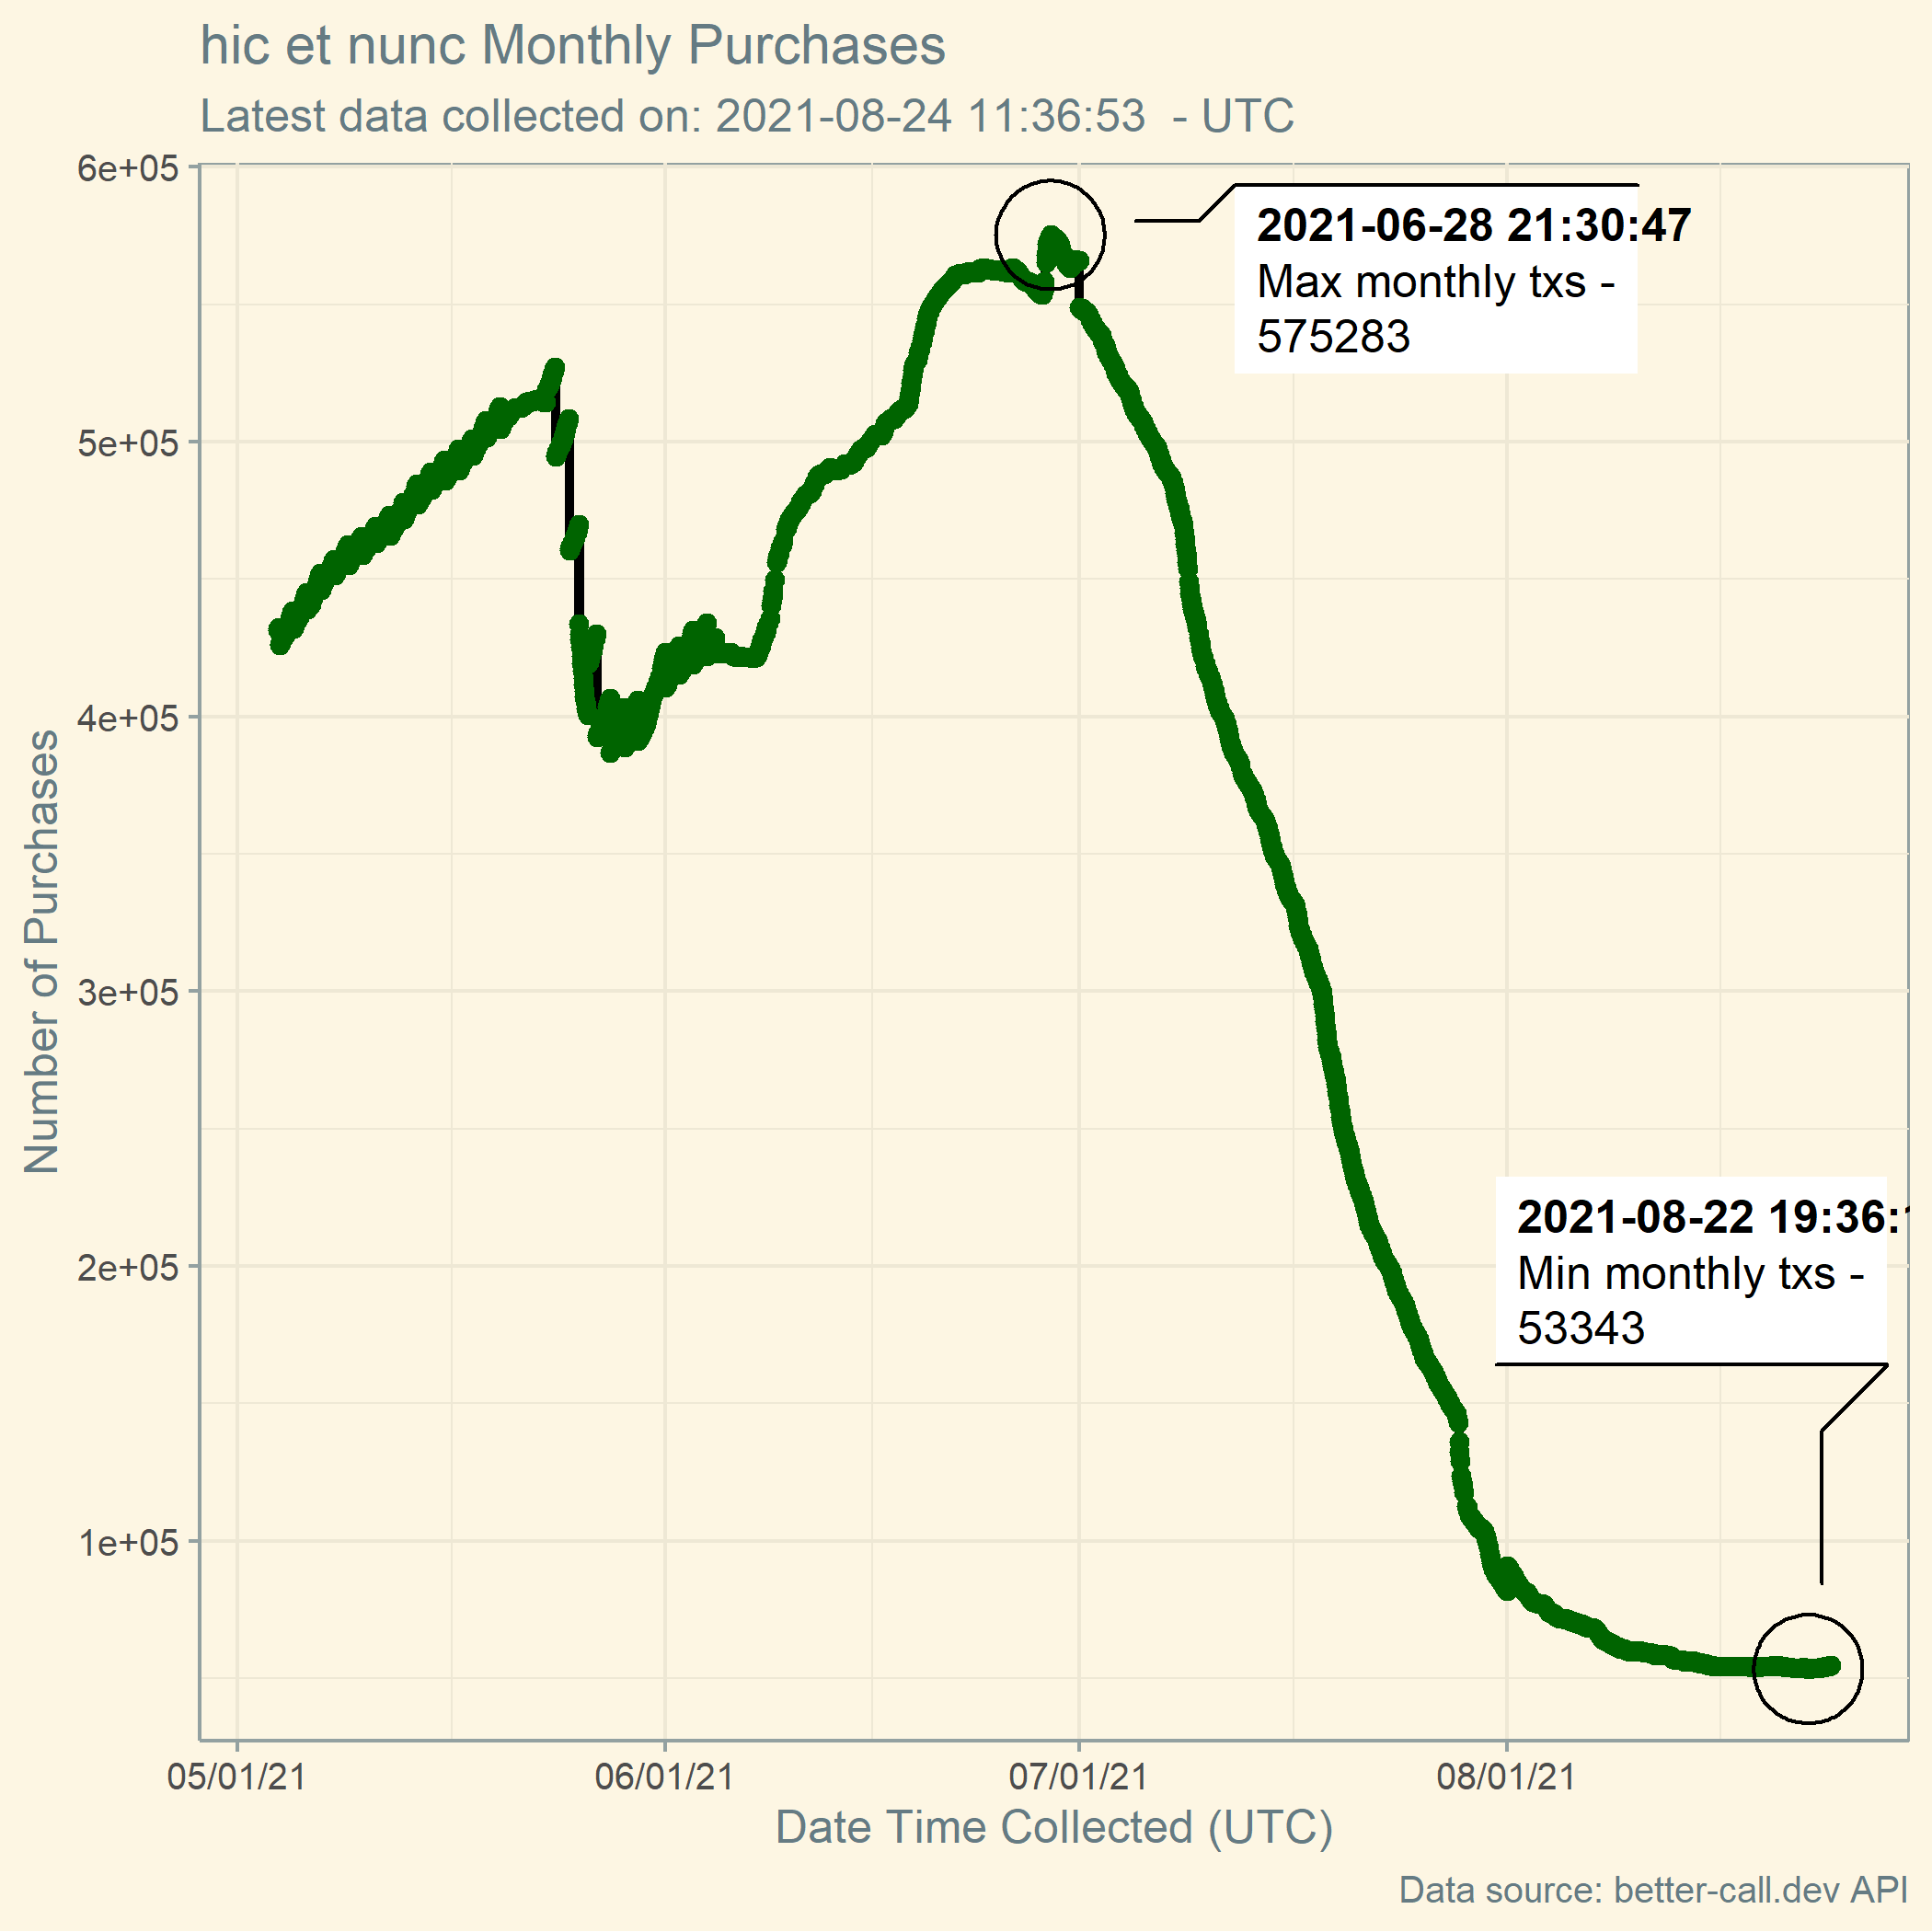 hic et nunc Monthly Purchases
Latest data collected on: 2021-08-24 11:36:53 - UTC
6e+05
2021-06-28 21:30:47
Max monthly txs -
575283
5e+05
4e+05
Number of Purchases
3e+05
2021-08-22 19:36:
Min monthly txs -
53343
2e+05
1e+05
05/01/21
06/01/21
07/01/21
08/01/21
Date Time Collected (UTC)
Data source: better-call.dev API